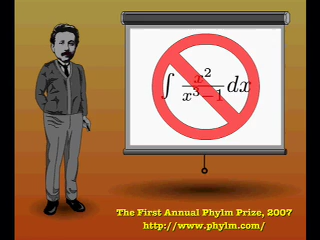 ∫ x²/(x³−1) dx
The First Annual Phylm Prize, 2007
http://www.phylm.com/